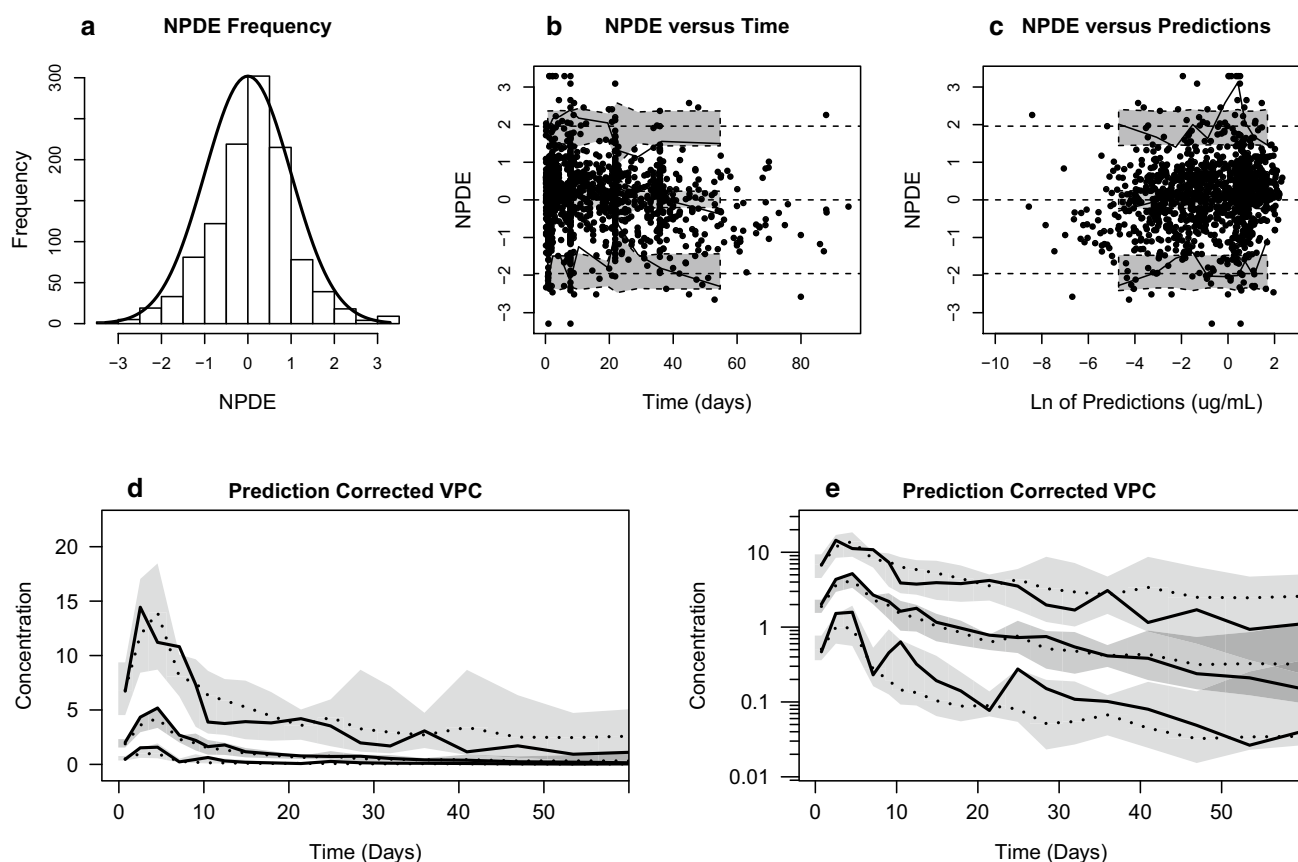 a NPDE Frequency
Frequency
0 50 150 200 300
−3 −2 −1 0 1 2 3
NPDE
b NPDE versus Time
NPDE
−3 −2 −1 0 1 2 3
0 20 40 60 80
Time (days)
c NPDE versus Predictions
NPDE
−3 −2 −1 0 1 2 3
−10 −8 −6 −4 −2 0 2
Ln of Predictions (ug/mL)
d Prediction Corrected VPC
Concentration
0 5 10 15 20
0 10 20 30 40 50
Time (Days)
e Prediction Corrected VPC
Concentration
0.01 0.1 1 10
0 10 20 30 40 50
Time (Days)